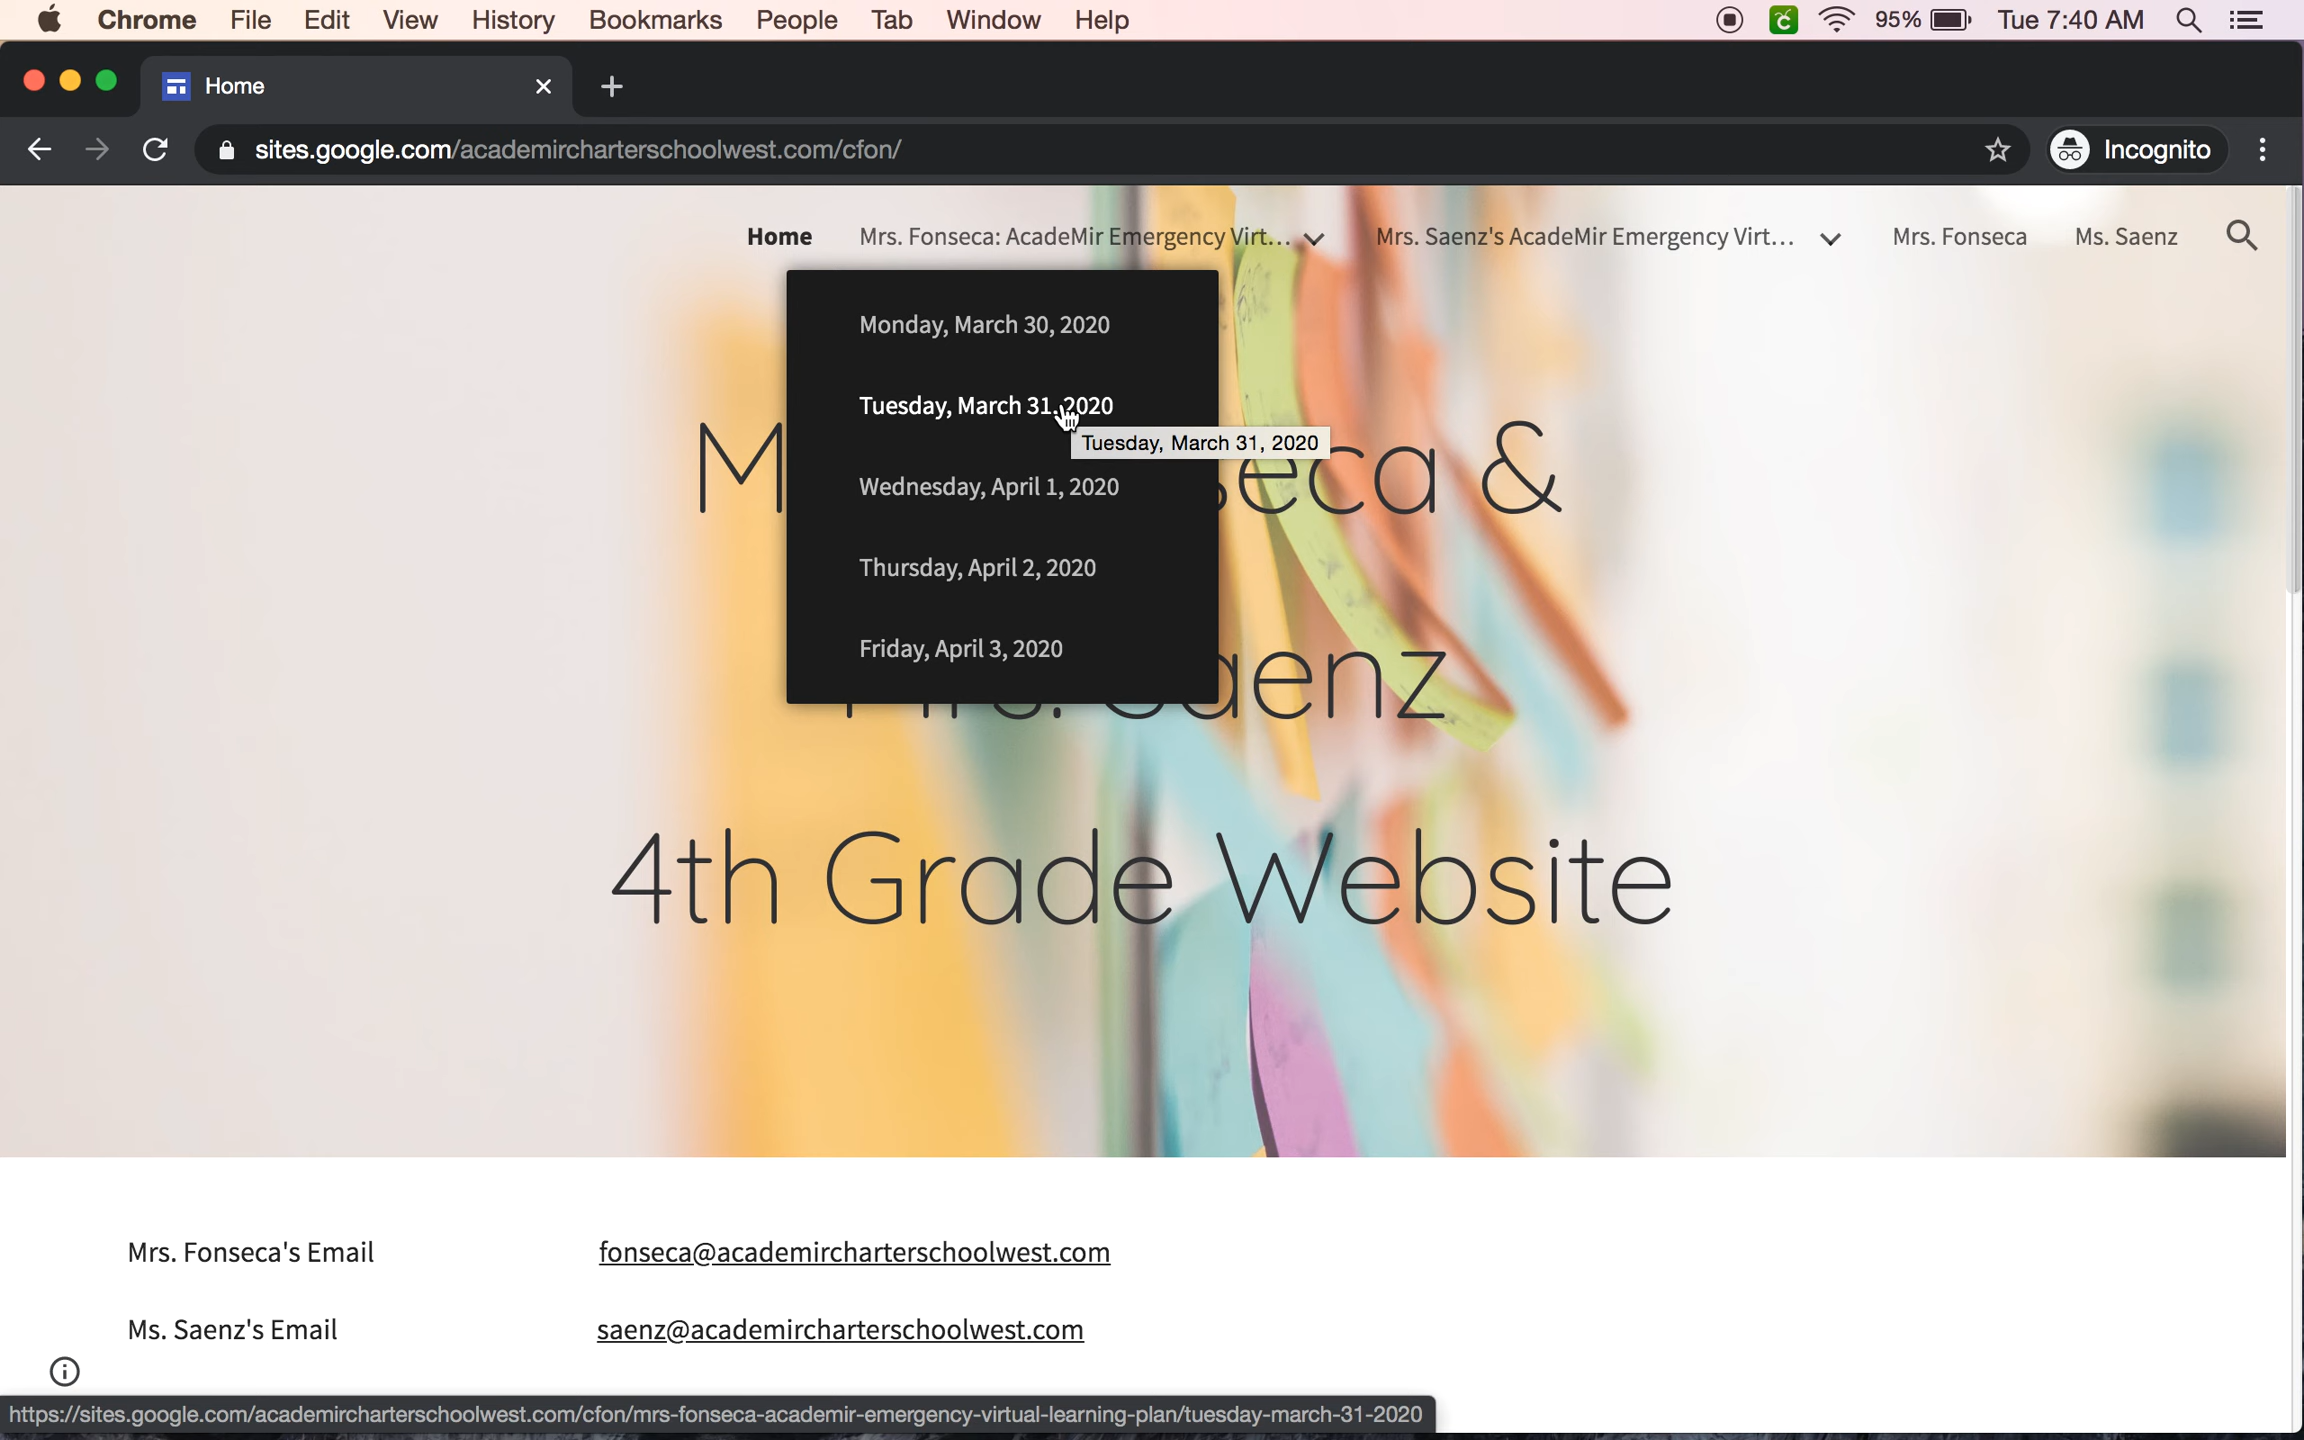 Chrome File Edit View History Bookmarks People Tab Window Help 95% Tue 7:40 AM
Home
sites.google.com/academircharterschoolwest.com/cfon/ Incognito
Home Mrs. Fonseca: AcadeMir Emergency Virt... Mrs. Saenz's AcadeMir Emergency Virt... Mrs. Fonseca Ms. Saenz
Monday, March 30, 2020
Tuesday, March 31, 2020
Tuesday, March 31, 2020
Wednesday, April 1, 2020
Thursday, April 2, 2020
Friday, April 3, 2020
&
4th Grade Website
Mrs. Fonseca's Email fonseca@academircharterschoolwest.com
Ms. Saenz's Email saenz@academircharterschoolwest.com
https://sites.google.com/academircharterschoolwest.com/cfon/mrs-fonseca-academir-emergency-virtual-learning-plan/tuesday-march-31-2020